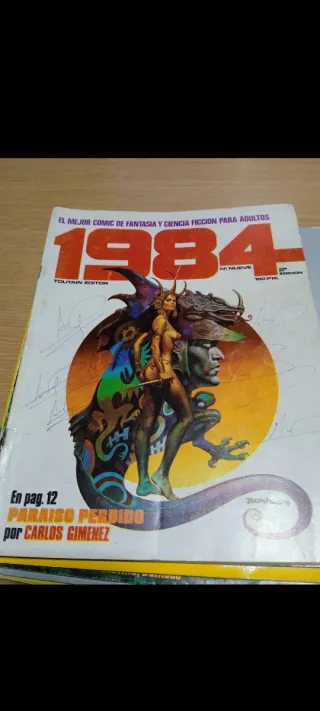 EL MEJOR COMIC DE FANTASIA Y CIENCIA FICCION PARA ADULTOS
1984
TOUTAIN EDITOR
Nº NUEVE
2ª EDICION
150 PTA.
En pag. 12
PARAISO PERDIDO
por CARLOS GIMENEZ